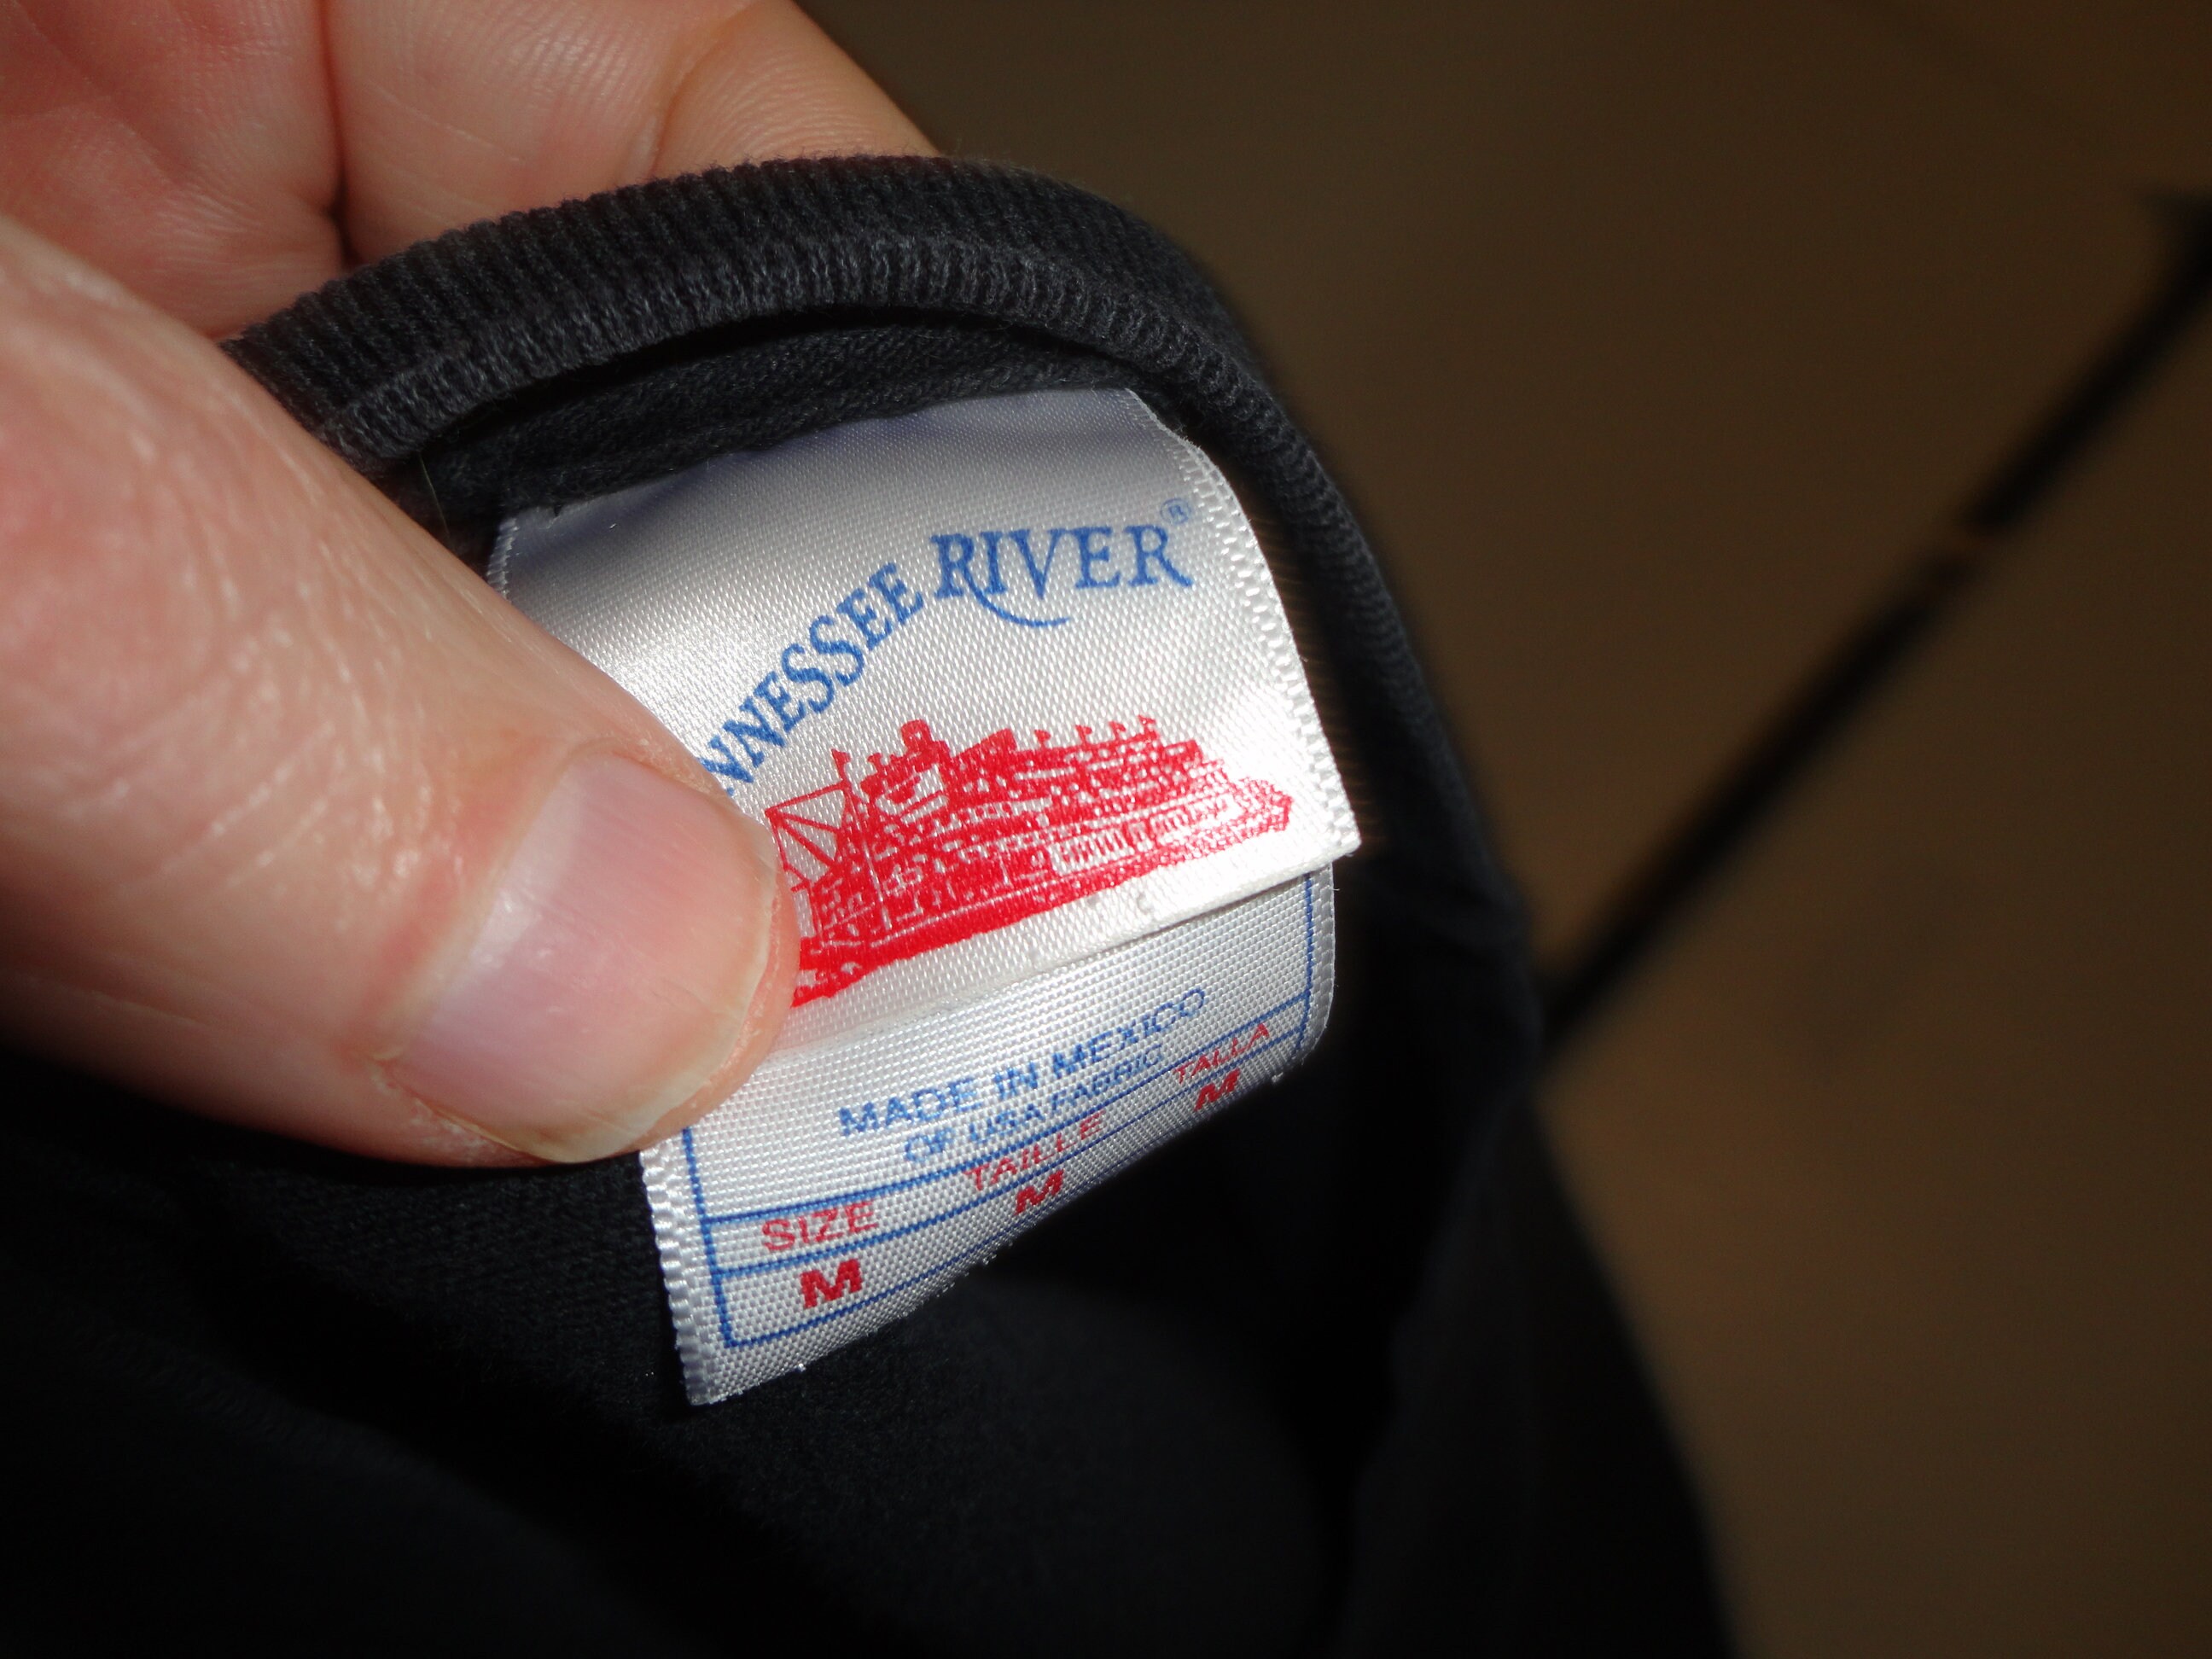 NNESSEE RIVER®
MADE IN MEXICO
OF USA FABRIC
SIZE TAILLE TALLA
M M M